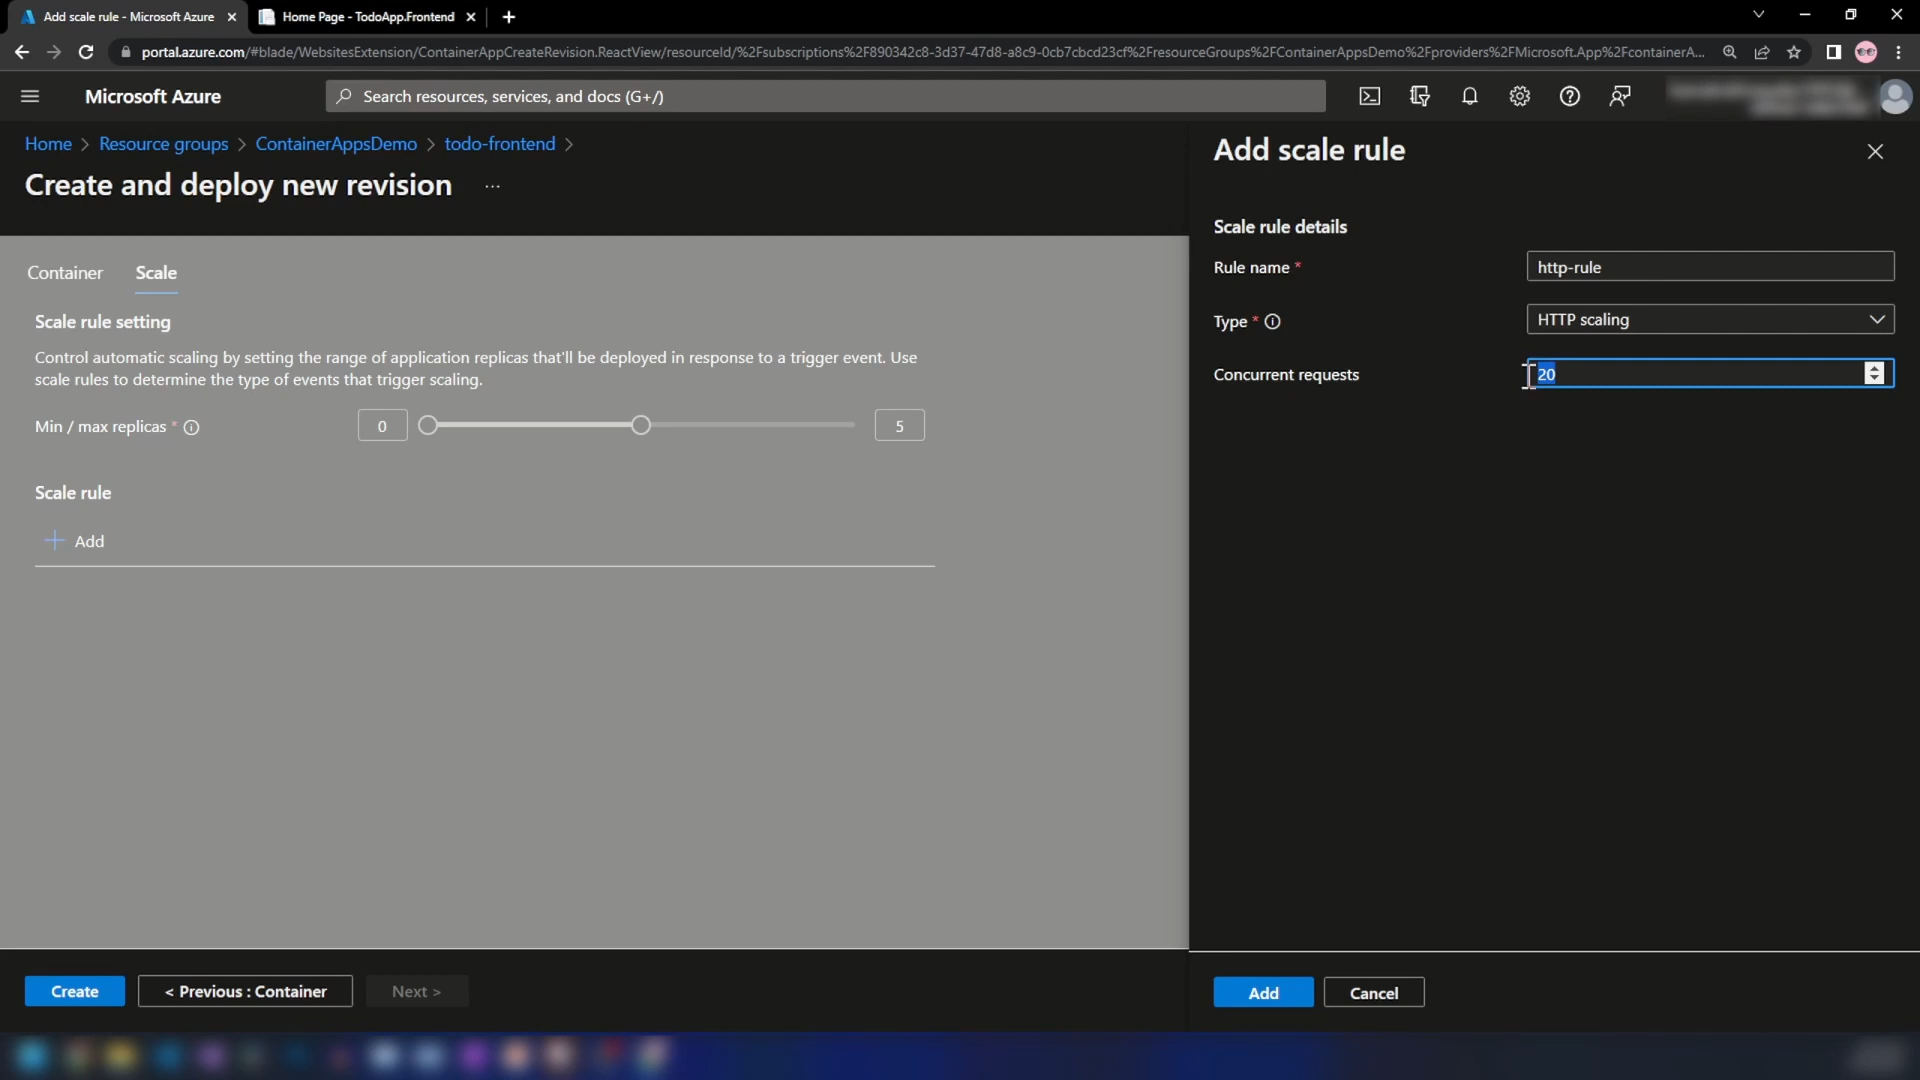 Add scale rule - Microsoft Azure
Home Page - TodoApp.Frontend
portal.azure.com/#blade/WebsitesExtension/ContainerAppCreateRevision.ReactView/resourceId/%2Fsubscriptions%2F890342c8-3d37-47d8-a8c9-0cb7cbcd23cf%2FresourceGroups%2FContainerAppsDemo%2Fproviders%2FMicrosoft.App%2FcontainerA...
Microsoft Azure
Search resources, services, and docs (G+/)
Home > Resource groups > ContainerAppsDemo > todo-frontend >
Create and deploy new revision ...
Container Scale
Scale rule setting
Control automatic scaling by setting the range of application replicas that'll be deployed in response to a trigger event. Use
scale rules to determine the type of events that trigger scaling.
Min / max replicas * 0 5
Scale rule
+ Add
Create
< Previous : Container
Next >
Add scale rule
Scale rule details
Rule name * http-rule
Type * HTTP scaling
Concurrent requests 20
Add
Cancel